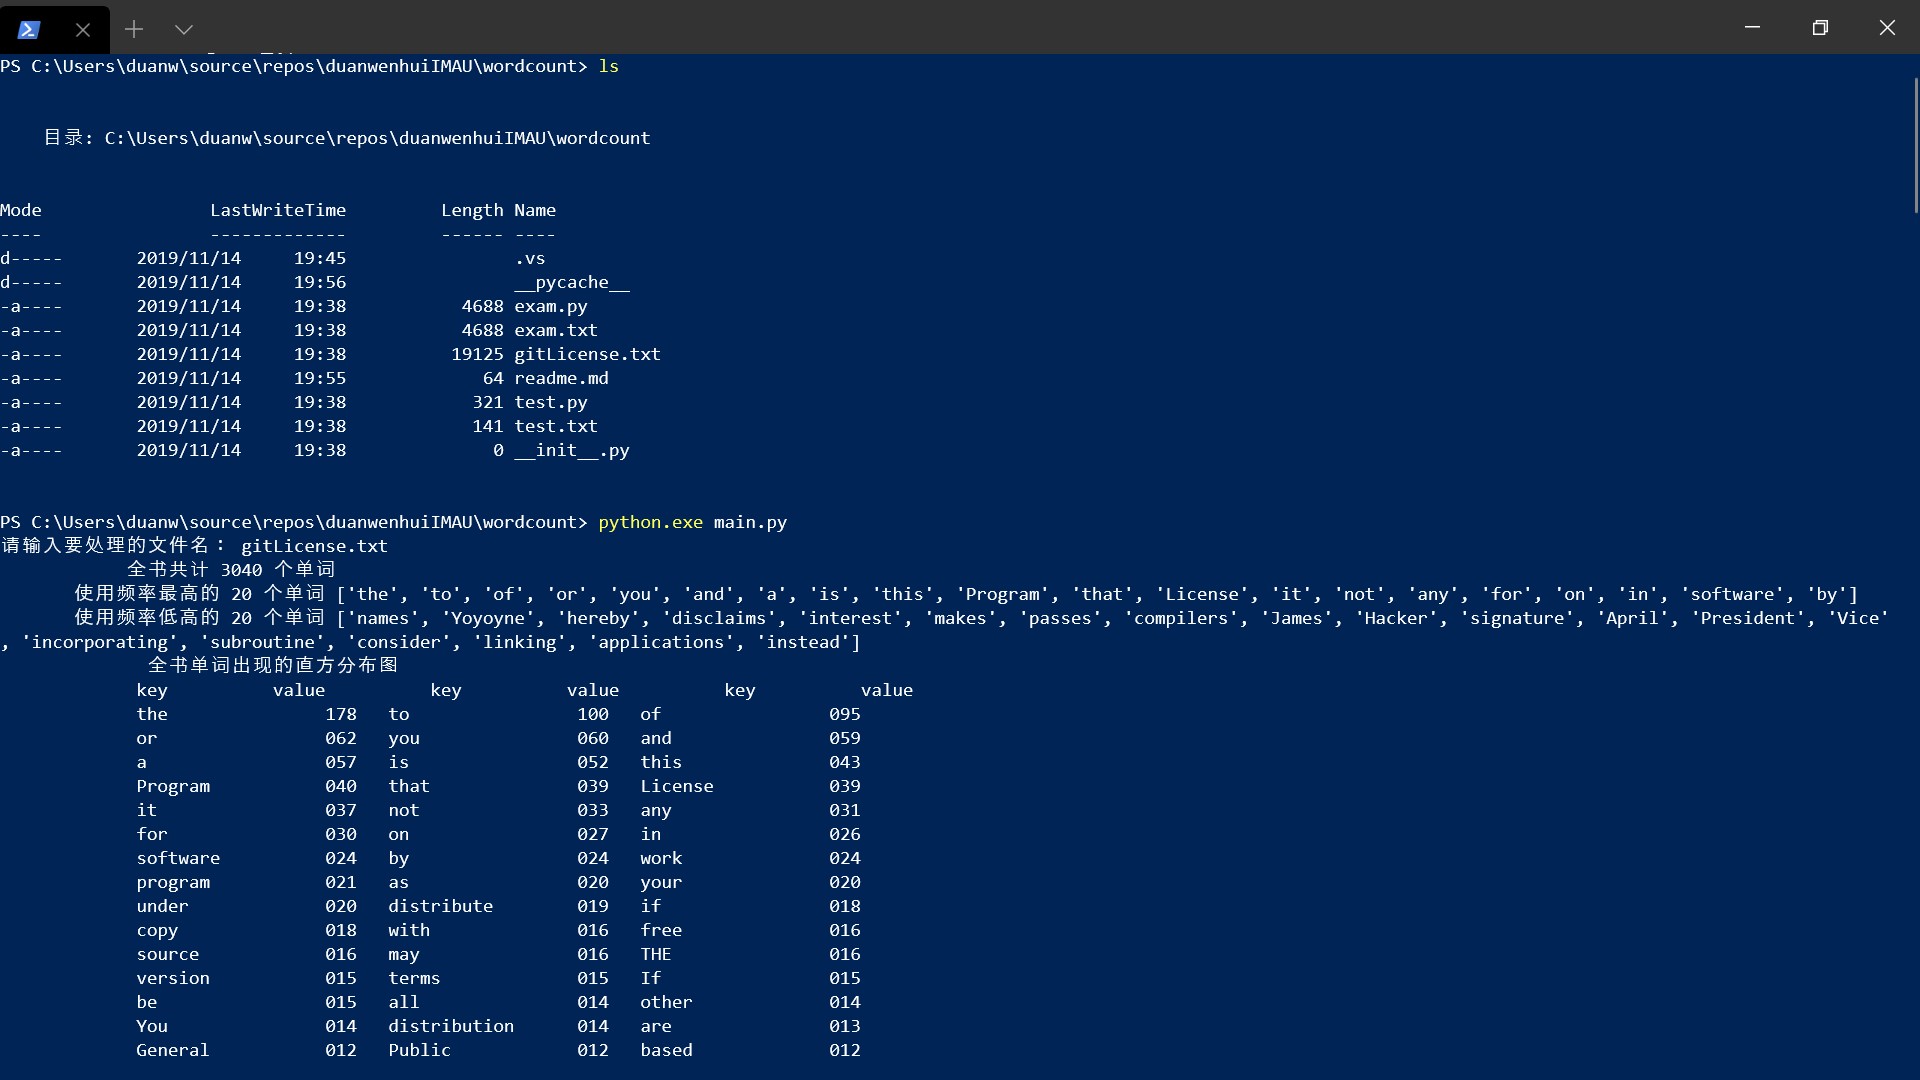 PS C:\Users\duanw\source\repos\duanwenhuiIMAU\wordcount> ls
目录: C:\Users\duanw\source\repos\duanwenhuiIMAU\wordcount
Mode LastWriteTime Length Name
---- ------------- ------ ----
d----- 2019/11/14 19:45 .vs
d----- 2019/11/14 19:56 __pycache__
-a---- 2019/11/14 19:38 4688 exam.py
-a---- 2019/11/14 19:38 4688 exam.txt
-a---- 2019/11/14 19:38 19125 gitLicense.txt
-a---- 2019/11/14 19:55 64 readme.md
-a---- 2019/11/14 19:38 321 test.py
-a---- 2019/11/14 19:38 141 test.txt
-a---- 2019/11/14 19:38 0 __init__.py
PS C:\Users\duanw\source\repos\duanwenhuiIMAU\wordcount> python.exe main.py
请输入要处理的文件名： gitLicense.txt
全书共计 3040 个单词
使用频率最高的 20 个单词 ['the', 'to', 'of', 'or', 'you', 'and', 'a', 'is', 'this', 'Program', 'that', 'License', 'it', 'not', 'any', 'for', 'on', 'in', 'software', 'by']
使用频率低高的 20 个单词 ['names', 'Yoyoyne', 'hereby', 'disclaims', 'interest', 'makes', 'passes', 'compilers', 'James', 'Hacker', 'signature', 'April', 'President', 'Vice'
, 'incorporating', 'subroutine', 'consider', 'linking', 'applications', 'instead']
全书单词出现的直方分布图
key value key value key value
the 178 to 100 of 095
or 062 you 060 and 059
a 057 is 052 this 043
Program 040 that 039 License 039
it 037 not 033 any 031
for 030 on 027 in 026
software 024 by 024 work 024
program 021 as 020 your 020
under 020 distribute 019 if 018
copy 018 with 016 free 016
source 016 may 016 THE 016
version 015 terms 015 If 015
be 015 all 014 other 014
You 014 distribution 014 are 013
General 012 Public 012 based 012